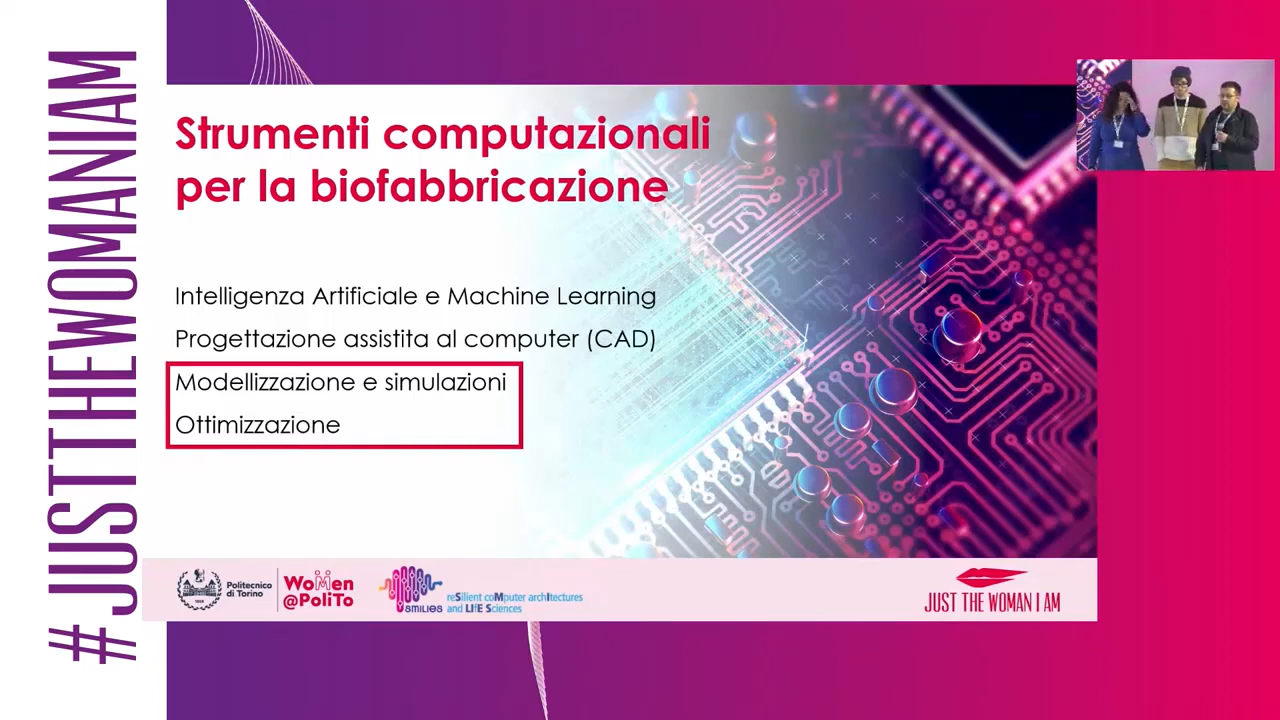 #JUSTTHEWOMANIAM
Strumenti computazionali
per la biofabbricazione
Intelligenza Artificiale e Machine Learning
Progettazione assistita al computer (CAD)
Modellizzazione e simulazioni
Ottimizzazione
Politecnico
di Torino
WoMen
@PoliTo
SMILIES
reSilient coMputer archItectures
and LIfE Sciences
JUST THE WOMAN I AM